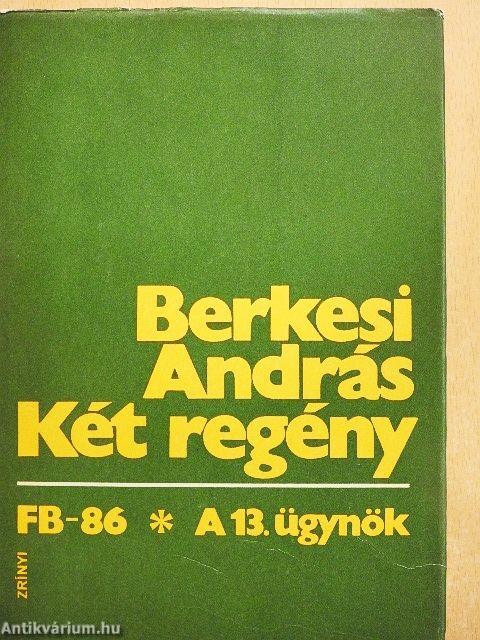 Berkesi
András
Két regény
FB-86 * A 13. ügynök
ZRÍNYI
Antikvárium.hu